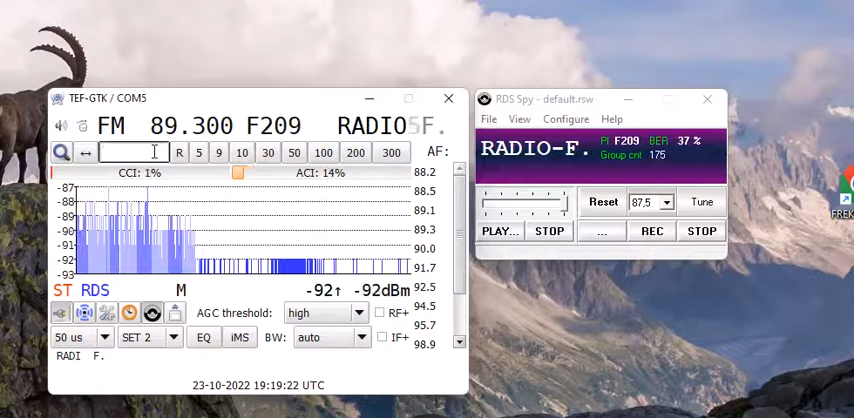 TEF-GTK / COM5
FM 89.300 F209 RADIO5F.
R 5 9 10 30 50 100 200 300 AF:
CCI: 1% ACI: 14%
88.2
88.5
89.1
89.3
90.0
91.7
92.5
94.5
95.7
98.9
-87
-88
-89
-90
-91
-92
-93
ST RDS M -92↑ -92dBm
AGC threshold: high RF+
50 us SET 2 EQ iMS BW: auto IF+
RADI F.
23-10-2022 19:19:22 UTC
RDS Spy - default.rsw
File View Configure Help
RADIO-F. PI F209 BER 37 %
Group cnt 175
Reset 87,5 Tune
PLAY... STOP ... REC STOP
FREK